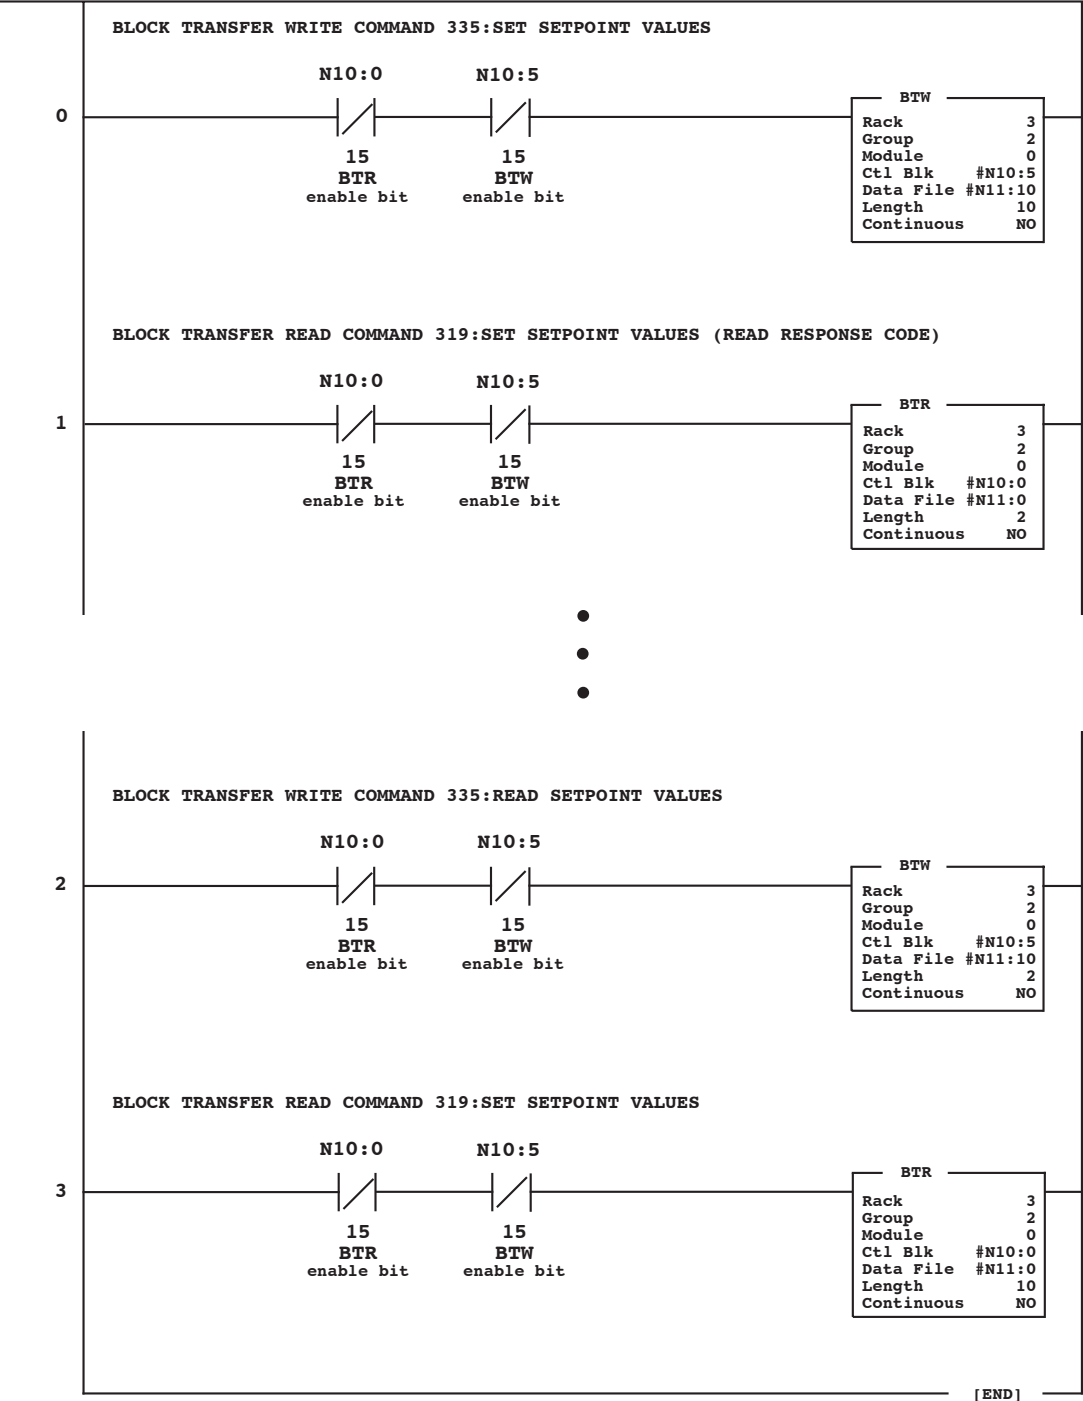 BLOCK TRANSFER WRITE COMMAND 335:SET SETPOINT VALUES
N10:0 N10:5
0
15 15
BTR BTW
enable bit enable bit
BTW
Rack 3
Group 2
Module 0
Ctl Blk #N10:5
Data File #N11:10
Length 10
Continuous NO
BLOCK TRANSFER READ COMMAND 319:SET SETPOINT VALUES (READ RESPONSE CODE)
N10:0 N10:5
1
15 15
BTR BTW
enable bit enable bit
BTR
Rack 3
Group 2
Module 0
Ctl Blk #N10:0
Data File #N11:0
Length 2
Continuous NO
BLOCK TRANSFER WRITE COMMAND 335:READ SETPOINT VALUES
N10:0 N10:5
2
15 15
BTR BTW
enable bit enable bit
BTW
Rack 3
Group 2
Module 0
Ctl Blk #N10:5
Data File #N11:10
Length 2
Continuous NO
BLOCK TRANSFER READ COMMAND 319:SET SETPOINT VALUES
N10:0 N10:5
3
15 15
BTR BTW
enable bit enable bit
BTR
Rack 3
Group 2
Module 0
Ctl Blk #N10:0
Data File #N11:0
Length 10
Continuous NO
[END]